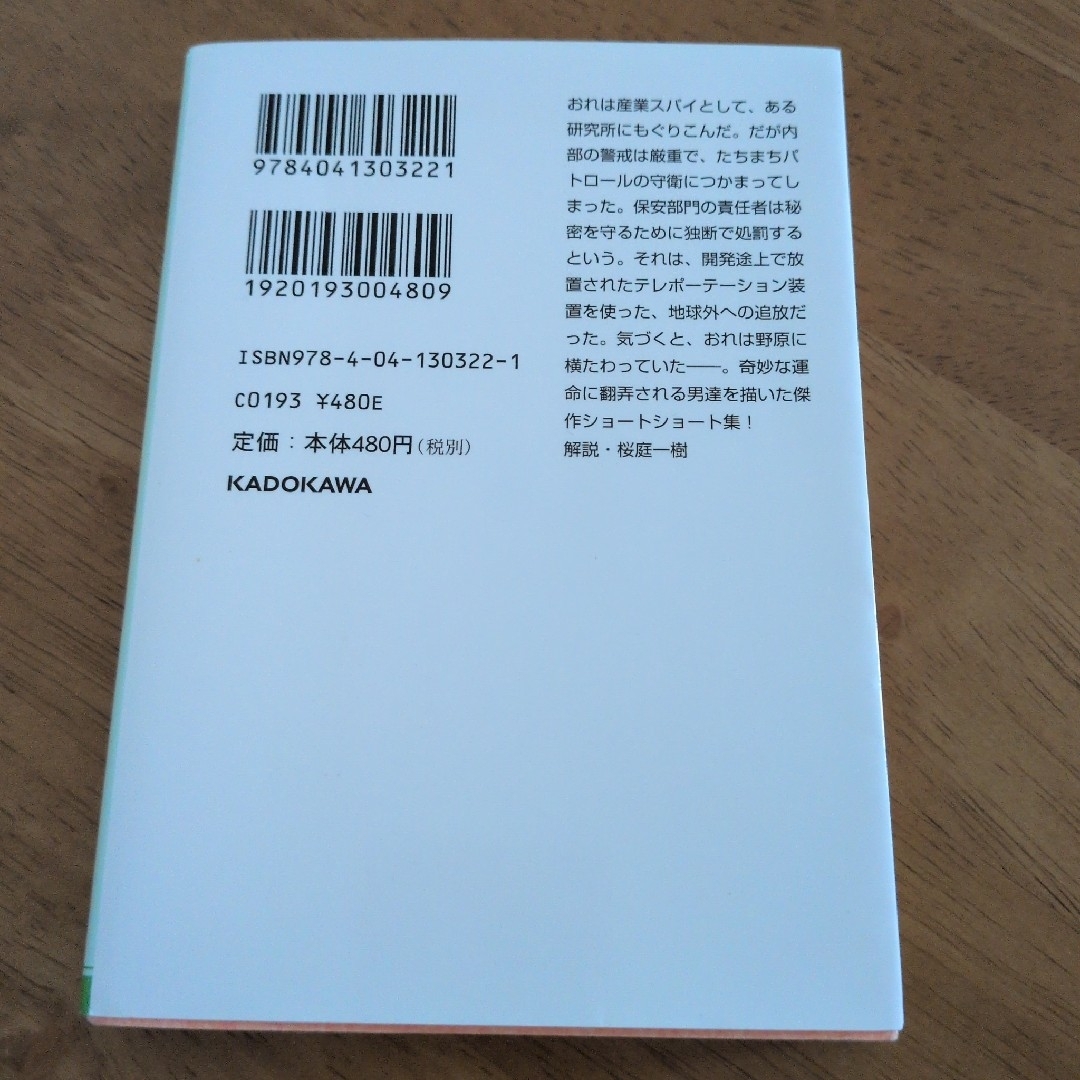 9784041303221
1920193004809
ISBN978-4-04-130322-1
C0193 ¥480E
定価：本体480円（税別）
KADOKAWA
おれは産業スパイとして、ある
研究所にもぐりこんだ。だが内
部の警戒は厳重で、たちまちパ
トロールの守衛につかまってし
まった。保安部門の責任者は秘
密を守るために独断で処罰する
という。それは、開発途上で放
置されたテレポーテーション装
置を使った、地球外への追放だ
った。気づくと、おれは野原に
横たわっていた――。奇妙な運
命に翻弄される男達を描いた傑
作ショートショート集！
解説・桜庭一樹